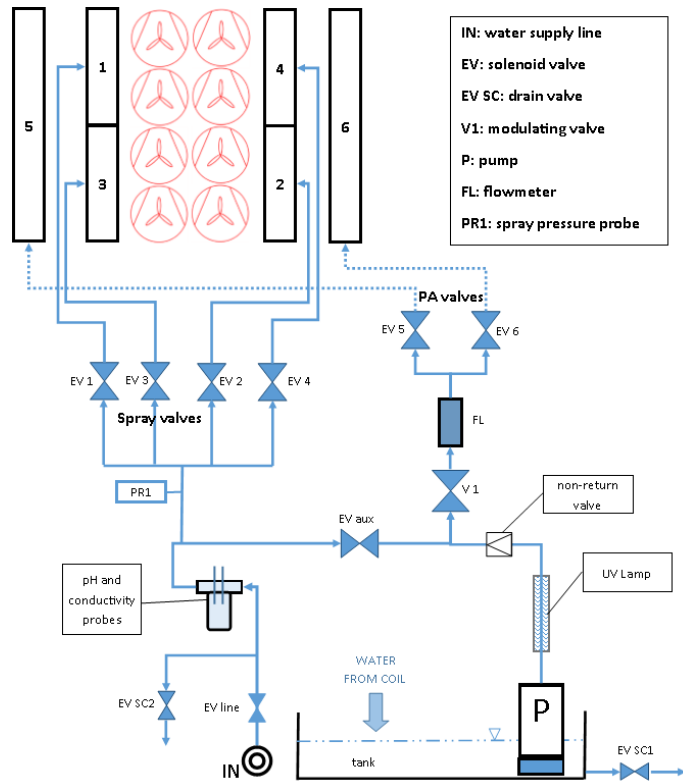 IN: water supply line
EV: solenoid valve
EV SC: drain valve
V1: modulating valve
P: pump
FL: flowmeter
PR1: spray pressure probe
1
4
5
6
3
2
PA valves
EV 5
EV 6
EV 1
EV 3
EV 2
EV 4
Spray valves
FL
PR1
V 1
non-return
valve
EV aux
pH and
conductivity
probes
UV Lamp
WATER
FROM COIL
EV SC2
EV line
P
IN
tank
EV SC1